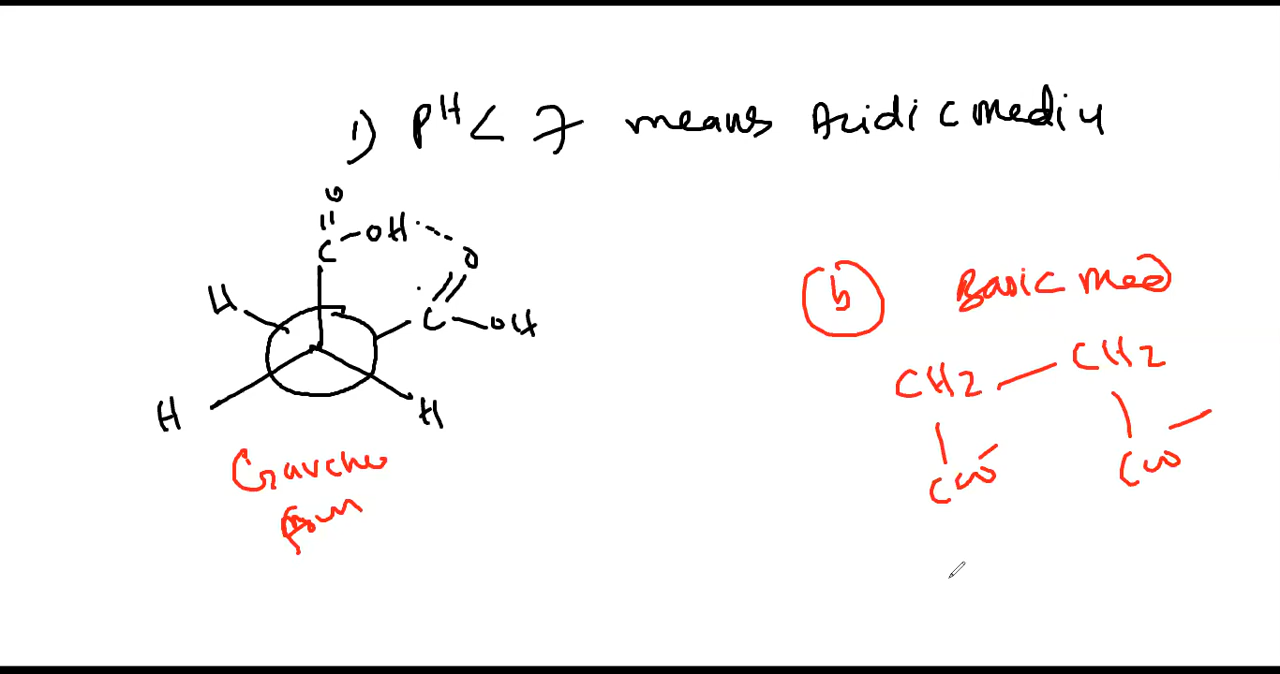 1) pH < 7 means Acidic mediu
O
C
OH
O
H
C
OH
H
H
Gauche
form
b Basic med
CH2 CH2
COO- COO-